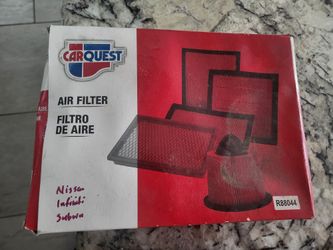 CARQUEST
AIR FILTER
FILTRO
DE AIRE
Nissan
Infiniti
Subaru
R88044